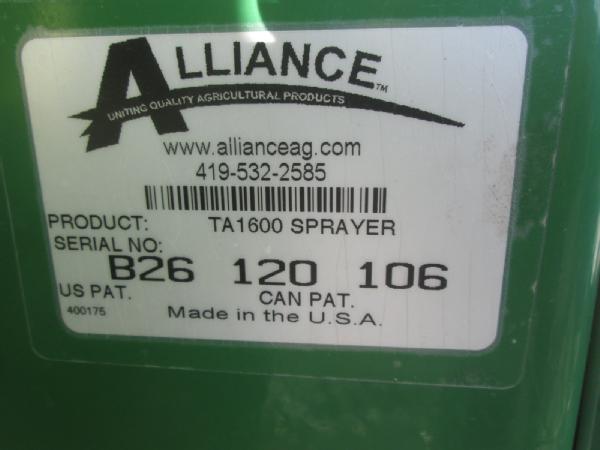 ALLIANCE™
UNITING QUALITY AGRICULTURAL PRODUCTS
www.allianceag.com
419-532-2585
PRODUCT: TA1600 SPRAYER
SERIAL NO:
B26 120 106
US PAT. CAN PAT.
400175 Made in the U.S.A.